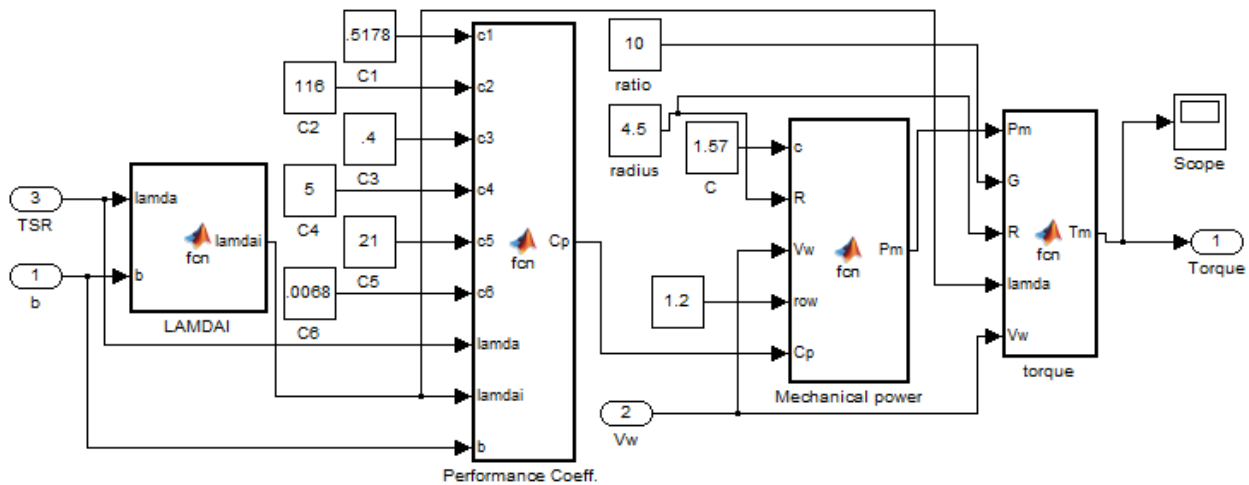 3
TSR
1
b
lamda
b
lamdai
fcn
LAMDAI
.5178
C1
116
C2
.4
C3
5
C4
21
C5
.0068
C6
c1
c2
c3
c4
c5
c6
lamda
lamdai
b
Cp
fcn
Performance Coeff.
10
ratio
4.5
radius
1.57
C
1.2
2
Vw
c
R
Vw
row
Cp
Pm
fcn
Mechanical power
Pm
G
R
lamda
Vw
Tm
fcn
torque
Scope
1
Torque